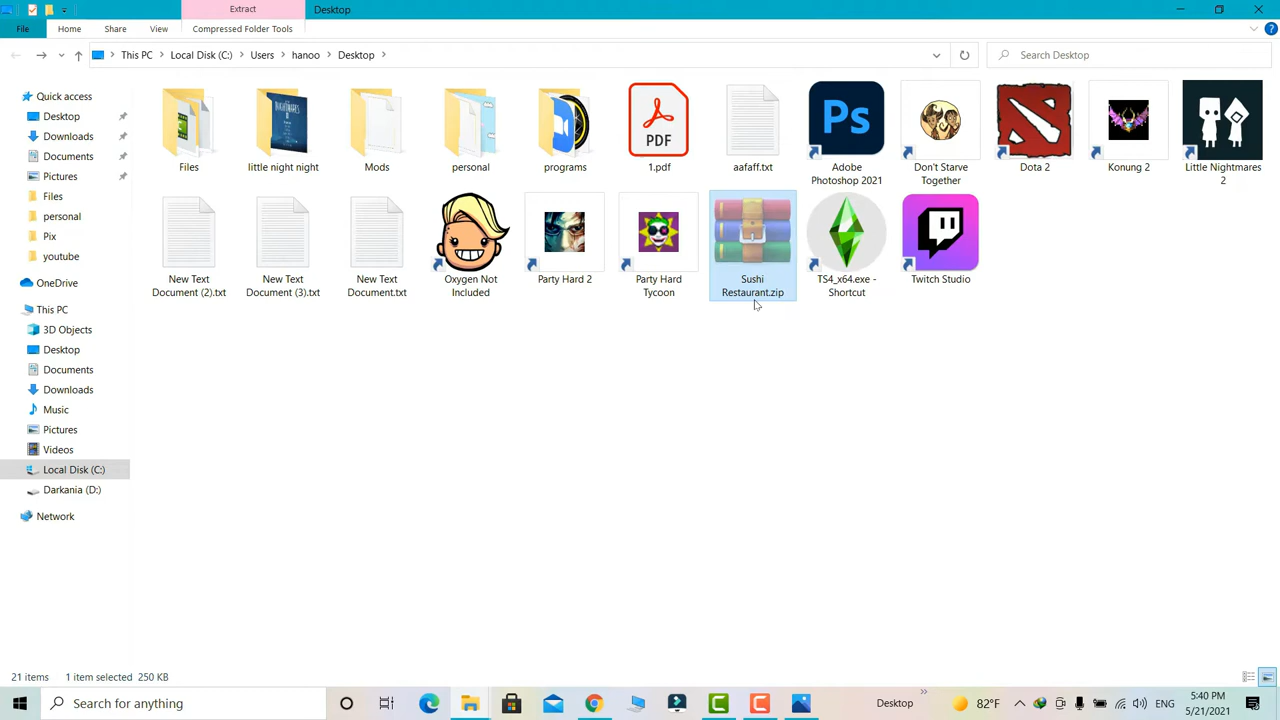 Extract
Desktop
File
Home
Share
View
Compressed Folder Tools
This PC
Local Disk (C:)
Users
hanoo
Desktop
Search Desktop
Quick access
Desktop
Downloads
Documents
Pictures
Files
personal
Pix
youtube
OneDrive
This PC
3D Objects
Desktop
Documents
Downloads
Music
Pictures
Videos
Local Disk (C:)
Darkania (D:)
Network
Files
little night night
Mods
personal
programs
PDF
1.pdf
aafaff.txt
Ps
Adobe
Photoshop 2021
Don't Starve
Together
Dota 2
Konung 2
Little Nightmares
2
New Text
Document (2).txt
New Text
Document (3).txt
New Text
Document.txt
Oxygen Not
Included
Party Hard 2
Party Hard
Tycoon
Sushi
Restaurant.zip
TS4_x64.exe -
Shortcut
Twitch Studio
21 items
1 item selected 250 KB
Search for anything
Desktop
82°F
ENG
5:40 PM
5/21/2021